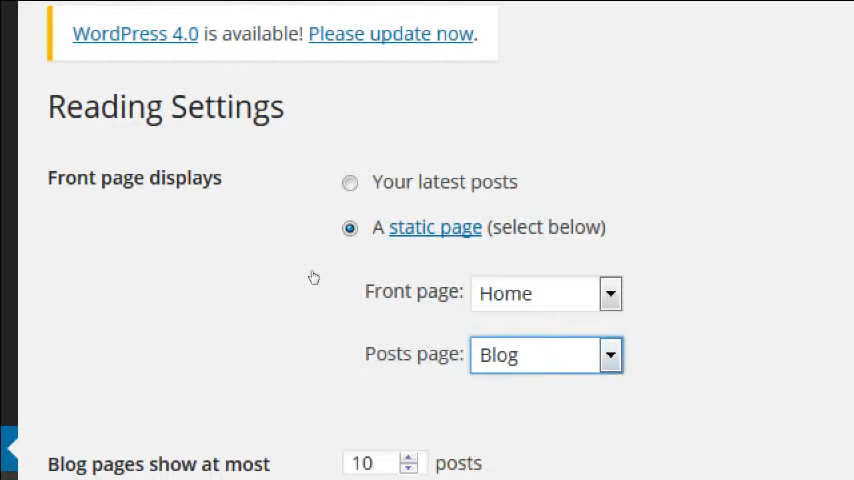 WordPress 4.0 is available! Please update now.
Reading Settings
Front page displays
Your latest posts
A static page (select below)
Front page: Home
Posts page: Blog
Blog pages show at most 10 posts